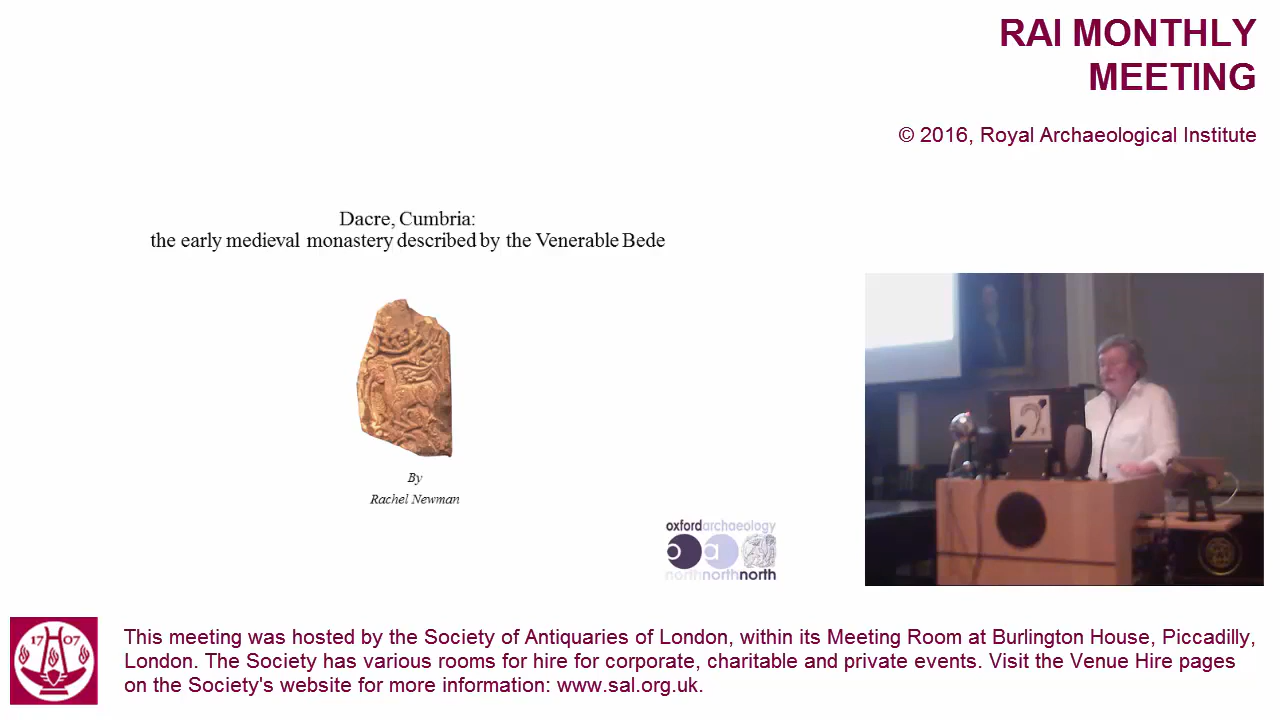 RAI MONTHLY
MEETING
© 2016, Royal Archaeological Institute
Dacre, Cumbria:
the early medieval monastery described by the Venerable Bede
By
Rachel Newman
oxfordarchaeology
o a
northnorthnorth
17 07
This meeting was hosted by the Society of Antiquaries of London, within its Meeting Room at Burlington House, Piccadilly,
London. The Society has various rooms for hire for corporate, charitable and private events. Visit the Venue Hire pages
on the Society's website for more information: www.sal.org.uk.